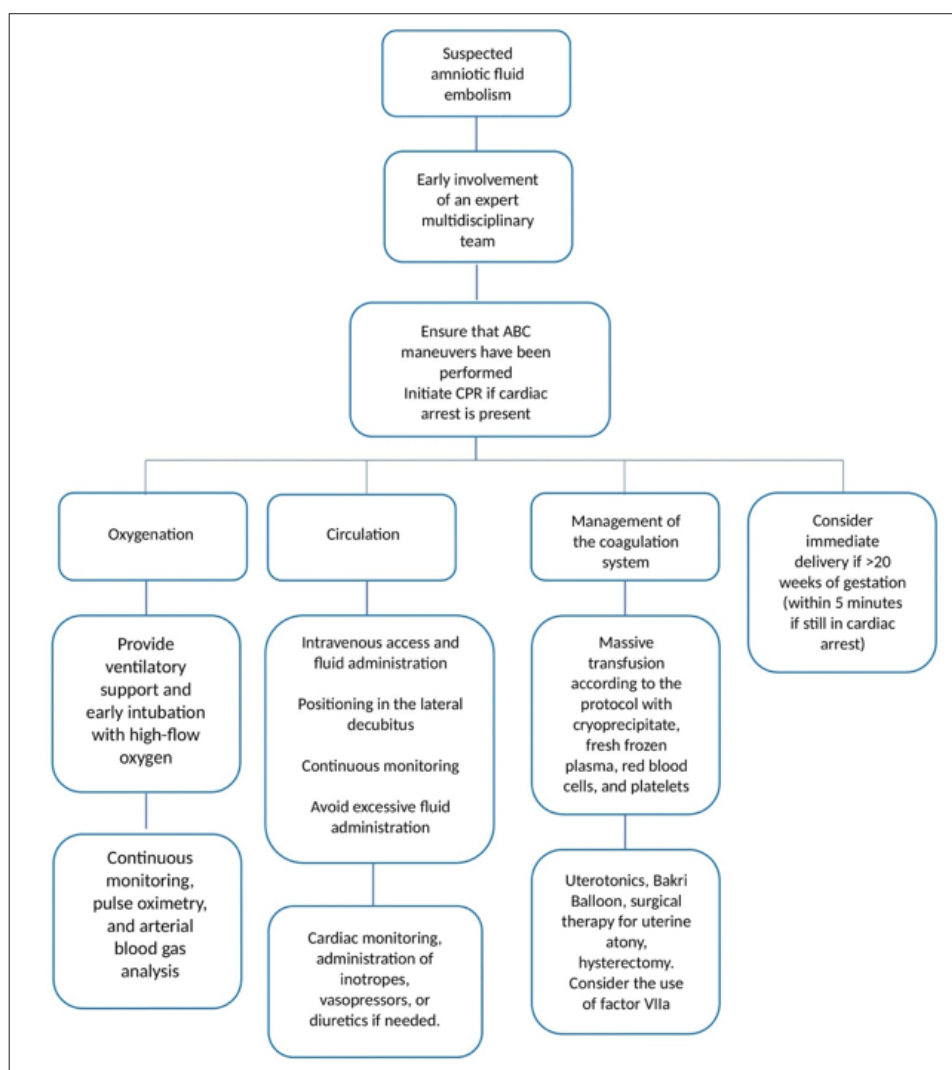 Suspected
amniotic fluid
embolism
Early involvement
of an expert
multidisciplinary
team
Ensure that ABC
maneuvers have been
performed
Initiate CPR if cardiac
arrest is present
Oxygenation
Provide
ventilatory
support and
early intubation
with high-flow
oxygen
Continuous
monitoring,
pulse oximetry,
and arterial
blood gas
analysis
Circulation
Intravenous access and
fluid administration
Positioning in the lateral
decubitus
Continuous monitoring
Avoid excessive fluid
administration
Cardiac monitoring,
administration of
inotropes,
vasopressors, or
diuretics if needed.
Management of
the coagulation
system
Massive
transfusion
according to the
protocol with
cryoprecipitate,
fresh frozen
plasma, red blood
cells, and platelets
Uterotonics, Bakri
Balloon, surgical
therapy for uterine
atony,
hysterectomy.
Consider the use
of factor VIIa
Consider
immediate
delivery if >20
weeks of gestation
(within 5 minutes
if still in cardiac
arrest)